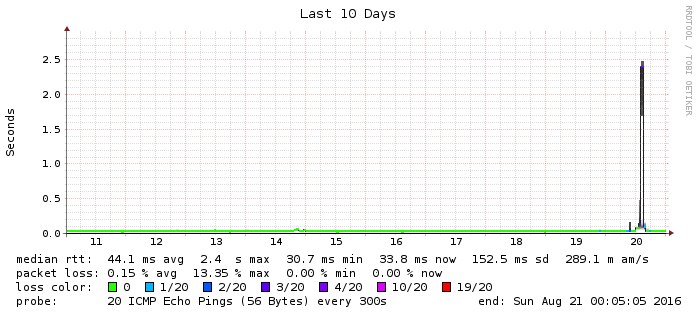 Last 10 Days
RRDTOOL / TOBI OETIKER
Seconds
2.5
2.0
1.5
1.0
0.5
0.0
11 12 13 14 15 16 17 18 19 20
median rtt: 44.1 ms avg 2.4 s max 30.7 ms min 33.8 ms now 152.5 ms sd 289.1 m am/s
packet loss: 0.15 % avg 13.35 % max 0.00 % min 0.00 % now
loss color: 0 1/20 2/20 3/20 4/20 10/20 19/20
probe: 20 ICMP Echo Pings (56 Bytes) every 300s end: Sun Aug 21 00:05:05 2016